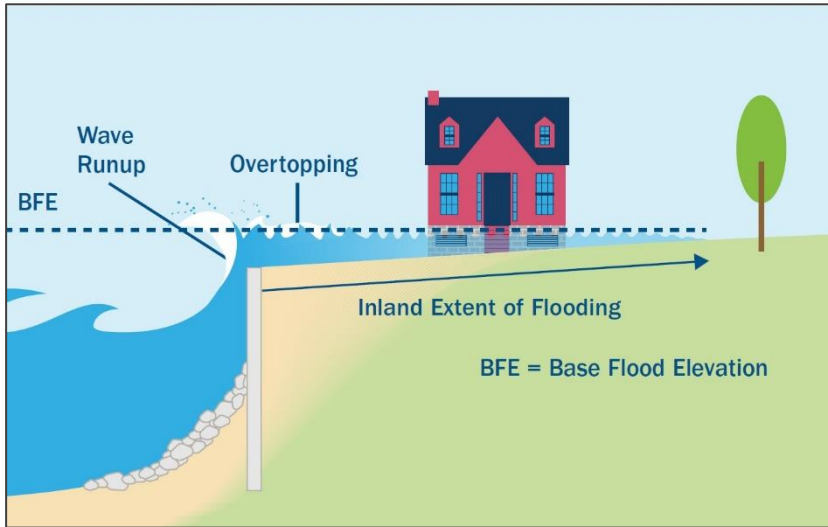 Wave
Runup
Overtopping
BFE
Inland Extent of Flooding
BFE = Base Flood Elevation